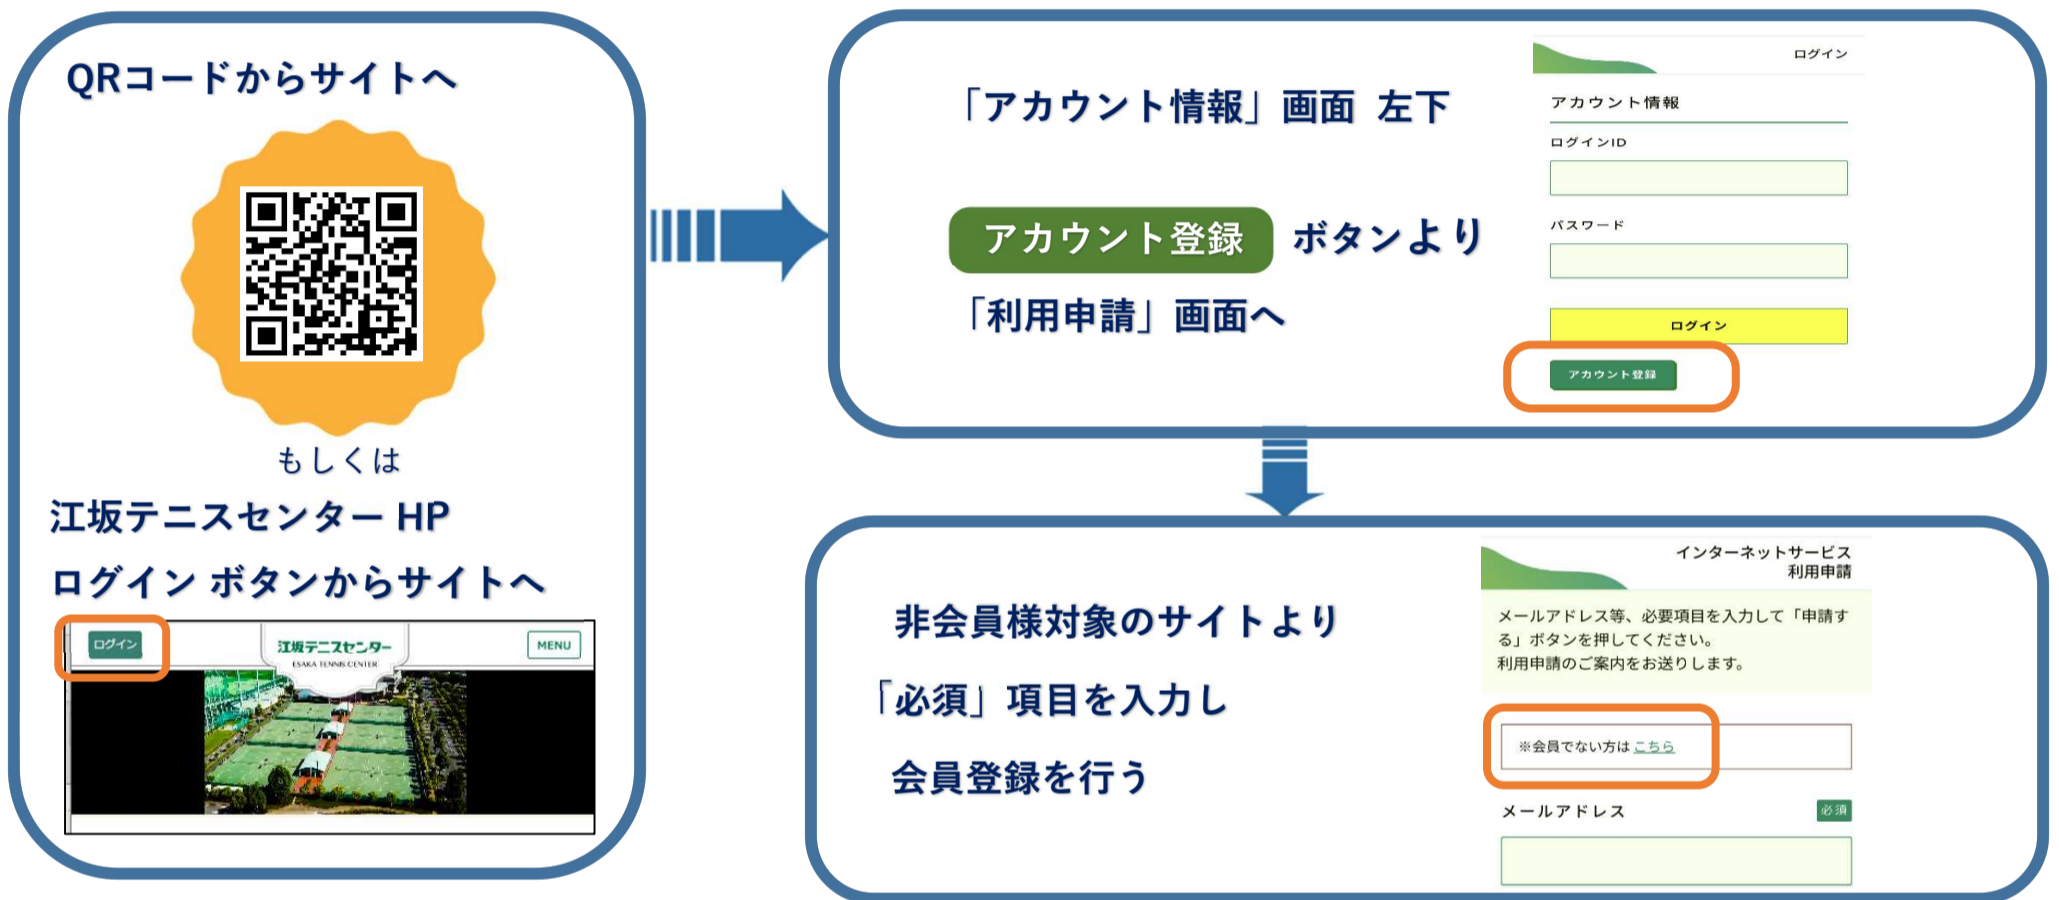 QRコードからサイトへ
もしくは
江坂テニスセンター HP
ログイン ボタンからサイトへ
ログイン
江坂テニスセンター
ESAKA TENNIS CENTER
MENU
「アカウント情報」画面 左下
アカウント登録 ボタンより
「利用申請」画面へ
ログイン
アカウント情報
ログインID
パスワード
ログイン
アカウント登録
非会員様対象のサイトより
「必須」項目を入力し
会員登録を行う
インターネットサービス
利用申請
メールアドレス等、必要項目を入力して「申請す
る」ボタンを押してください。
利用申請のご案内をお送りします。
※会員でない方は こちら
メールアドレス 必須